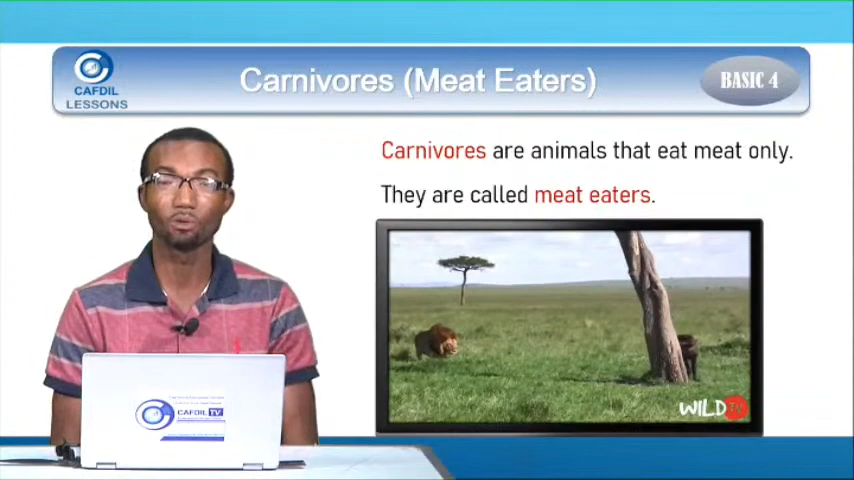 CAFDIL
LESSONS
Carnivores (Meat Eaters)
BASIC 4
Carnivores are animals that eat meat only.
They are called meat eaters.
WILD TV
CAFDIL TV